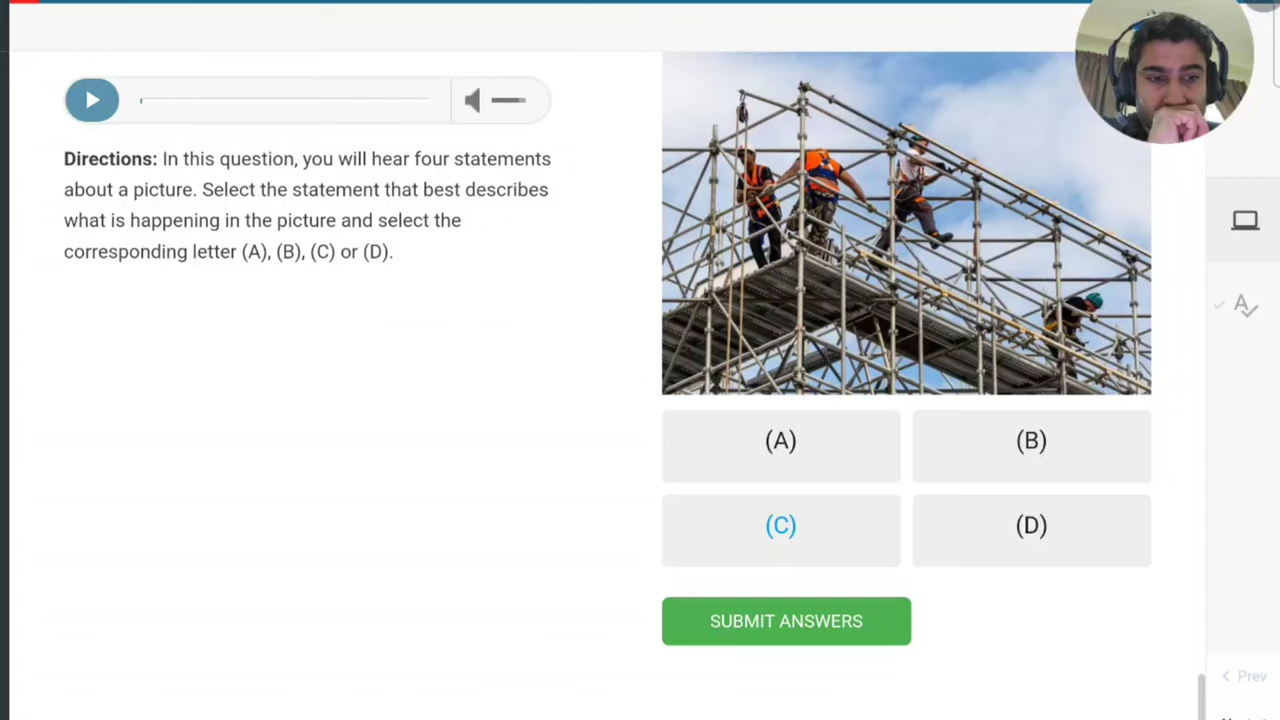 Directions: In this question, you will hear four statements
about a picture. Select the statement that best describes
what is happening in the picture and select the
corresponding letter (A), (B), (C) or (D).
(A)
(B)
(C)
(D)
SUBMIT ANSWERS
Prev